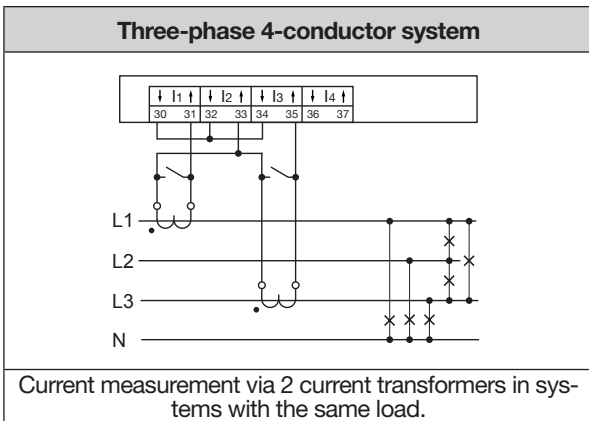 Three-phase 4-conductor system
I1 I2 I3 I4
30 31 32 33 34 35 36 37
L1
L2
L3
N
Current measurement via 2 current transformers in sys-
tems with the same load.